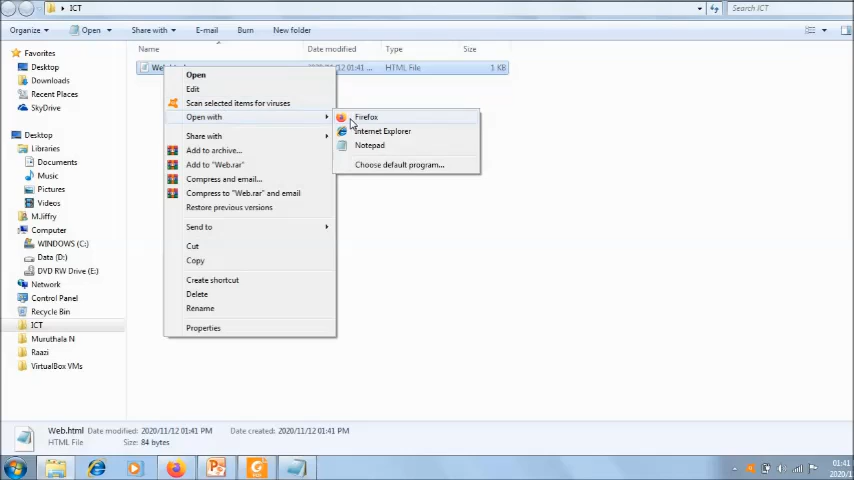 ICT
Search ICT
Organize
Open
Share with
E-mail
Burn
New folder
Name
Date modified
Type
Size
Favorites
Desktop
Downloads
Recent Places
SkyDrive
Desktop
Libraries
Documents
Music
Pictures
Videos
M.Jiffry
Computer
WINDOWS (C:)
Data (D:)
DVD RW Drive (E:)
Network
Control Panel
Recycle Bin
ICT
Muruthala N
Raazi
VirtualBox VMs
01:41 PM ...
HTML File
1 KB
Open
Edit
Scan selected items for viruses
Open with
Share with
Add to archive...
Add to "Web.rar"
Compress and email...
Compress to "Web.rar" and email
Restore previous versions
Send to
Cut
Copy
Create shortcut
Delete
Rename
Properties
Firefox
Internet Explorer
Notepad
Choose default program...
Web.html Date modified: 2020/11/12 01:41 PM Date created: 2020/11/12 01:41 PM
HTML File Size: 84 bytes
01:41
2020/1